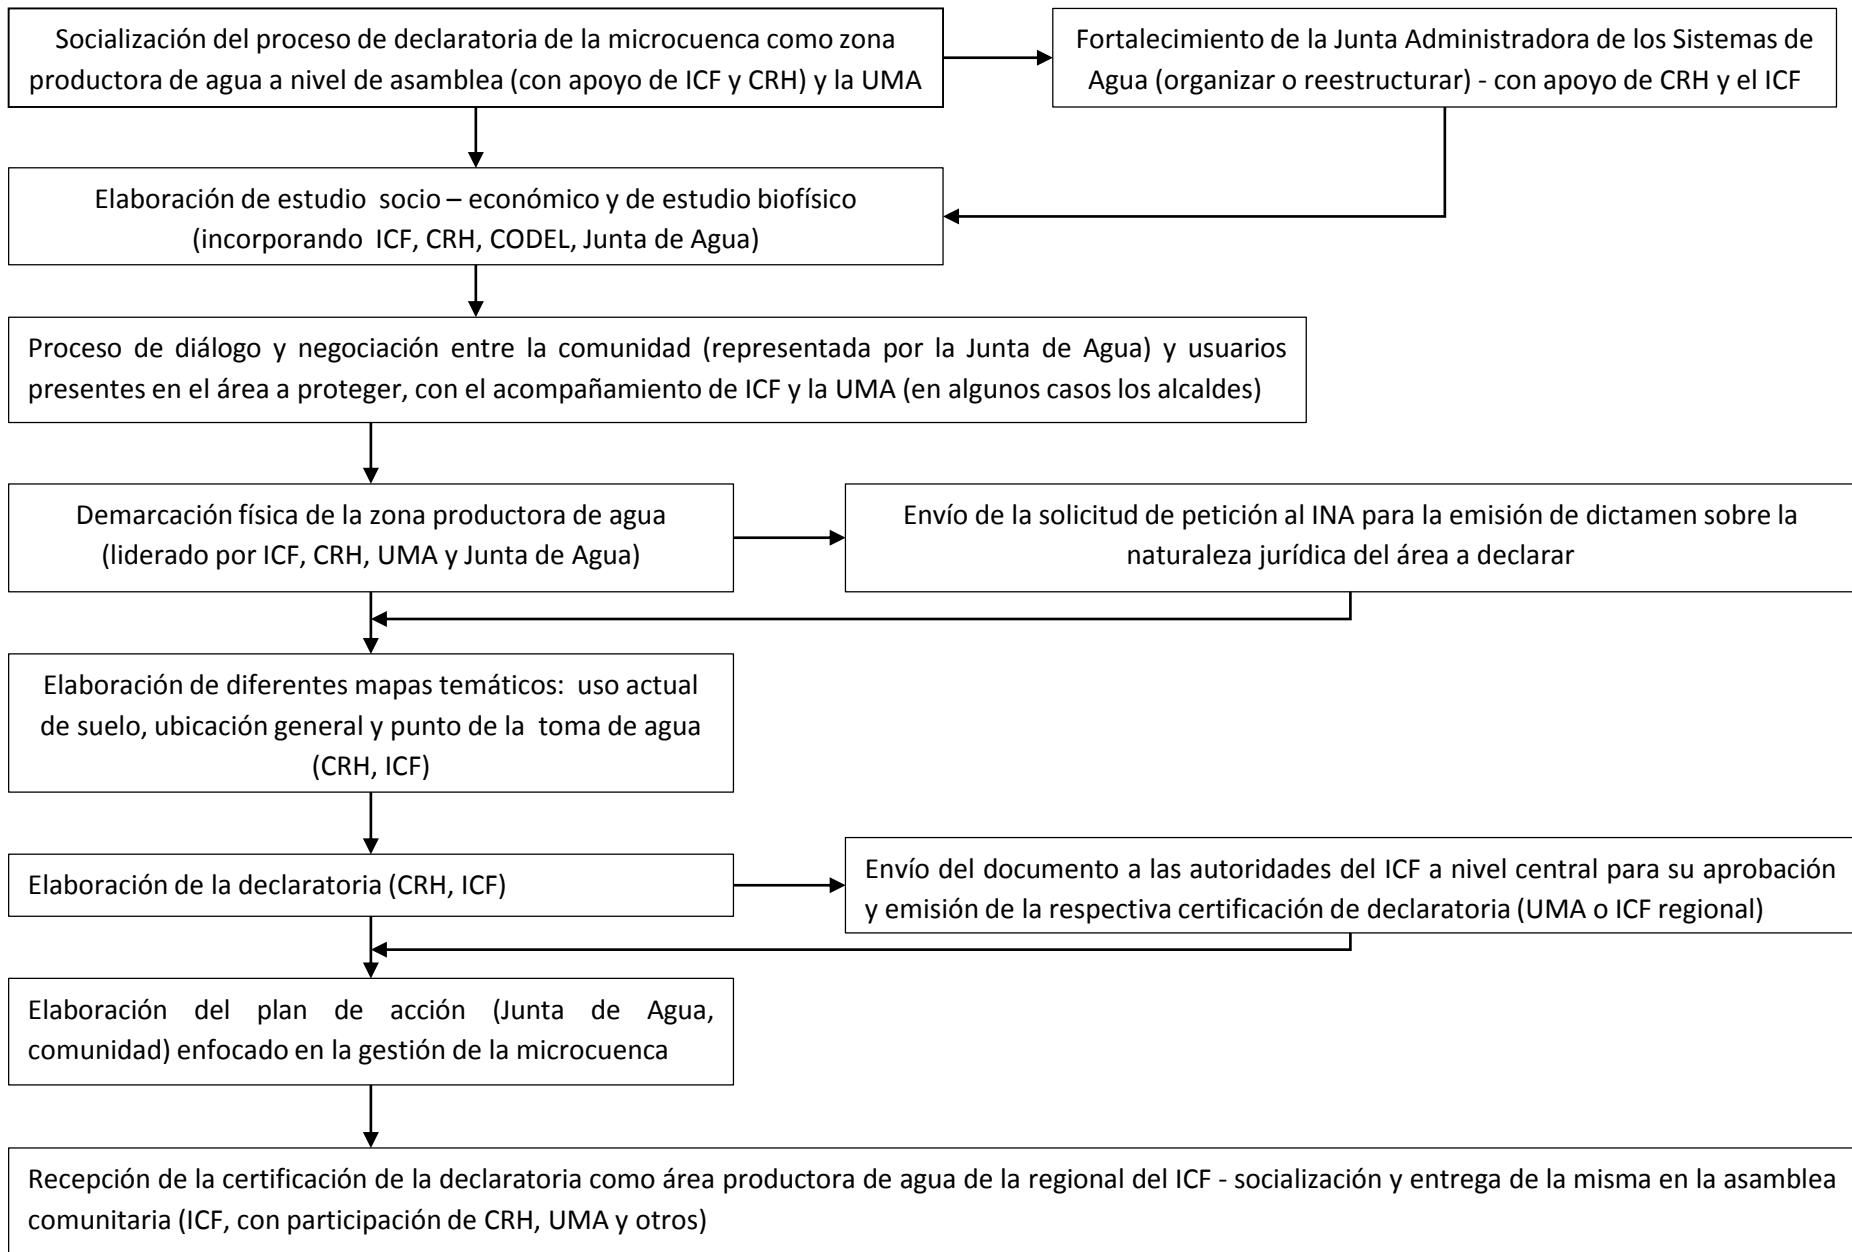 Socialización del proceso de declaratoria de la microcuenca como zona
productora de agua a nivel de asamblea (con apoyo de ICF y CRH) y la UMA
Fortalecimiento de la Junta Administradora de los Sistemas de
Agua (organizar o reestructurar) - con apoyo de CRH y el ICF
Elaboración de estudio socio – económico y de estudio biofísico
(incorporando ICF, CRH, CODEL, Junta de Agua)
Proceso de diálogo y negociación entre la comunidad (representada por la Junta de Agua) y usuarios
presentes en el área a proteger, con el acompañamiento de ICF y la UMA (en algunos casos los alcaldes)
Demarcación física de la zona productora de agua
(liderado por ICF, CRH, UMA y Junta de Agua)
Envío de la solicitud de petición al INA para la emisión de dictamen sobre la
naturaleza jurídica del área a declarar
Elaboración de diferentes mapas temáticos: uso actual
de suelo, ubicación general y punto de la toma de agua
(CRH, ICF)
Elaboración de la declaratoria (CRH, ICF)
Envío del documento a las autoridades del ICF a nivel central para su aprobación
y emisión de la respectiva certificación de declaratoria (UMA o ICF regional)
Elaboración del plan de acción (Junta de Agua,
comunidad) enfocado en la gestión de la microcuenca
Recepción de la certificación de la declaratoria como área productora de agua de la regional del ICF - socialización y entrega de la misma en la asamblea
comunitaria (ICF, con participación de CRH, UMA y otros)